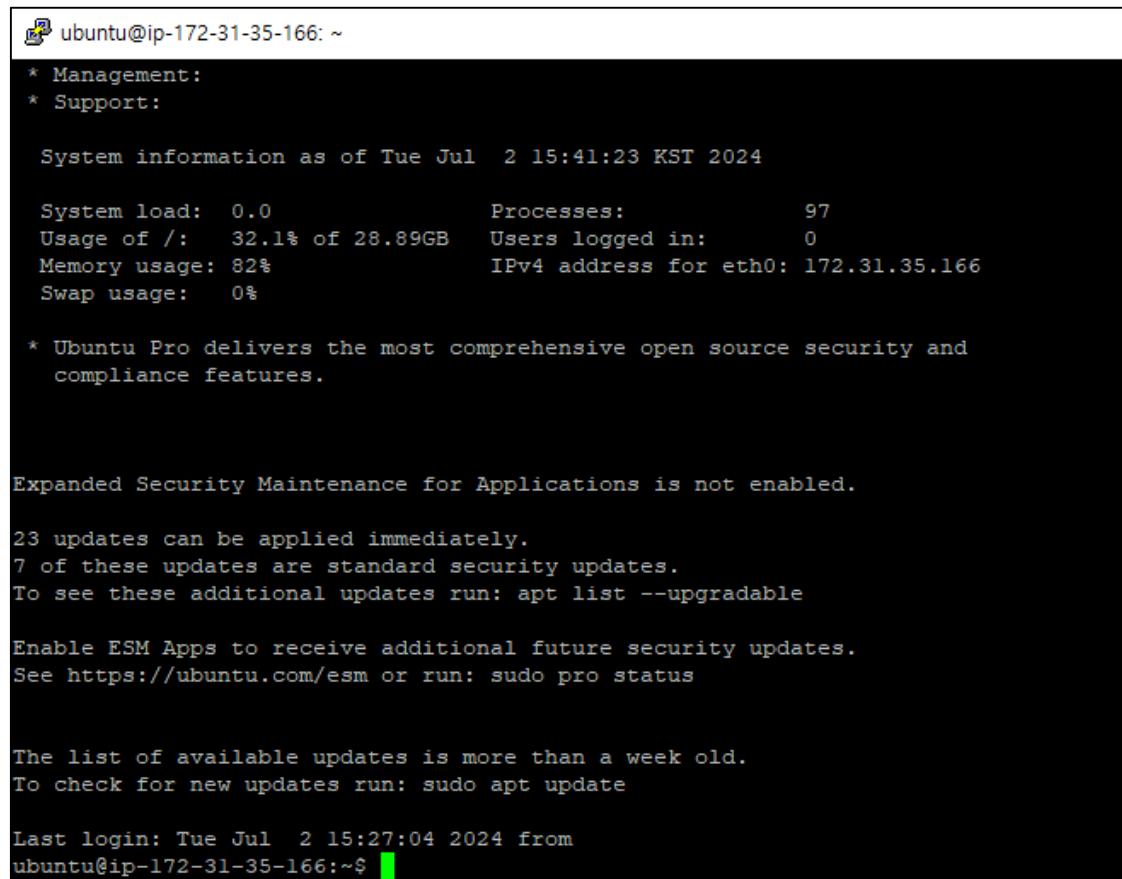 ubuntu@ip-172-31-35-166: ~
* Management:
* Support:
System information as of Tue Jul  2 15:41:23 KST 2024
System load:  0.0                Processes:             97
Usage of /:   32.1% of 28.89GB   Users logged in:       0
Memory usage: 82%                IPv4 address for eth0: 172.31.35.166
Swap usage:   0%
* Ubuntu Pro delivers the most comprehensive open source security and
compliance features.
Expanded Security Maintenance for Applications is not enabled.
23 updates can be applied immediately.
7 of these updates are standard security updates.
To see these additional updates run: apt list --upgradable
Enable ESM Apps to receive additional future security updates.
See https://ubuntu.com/esm or run: sudo pro status
The list of available updates is more than a week old.
To check for new updates run: sudo apt update
Last login: Tue Jul  2 15:27:04 2024 from
ubuntu@ip-172-31-35-166:~$